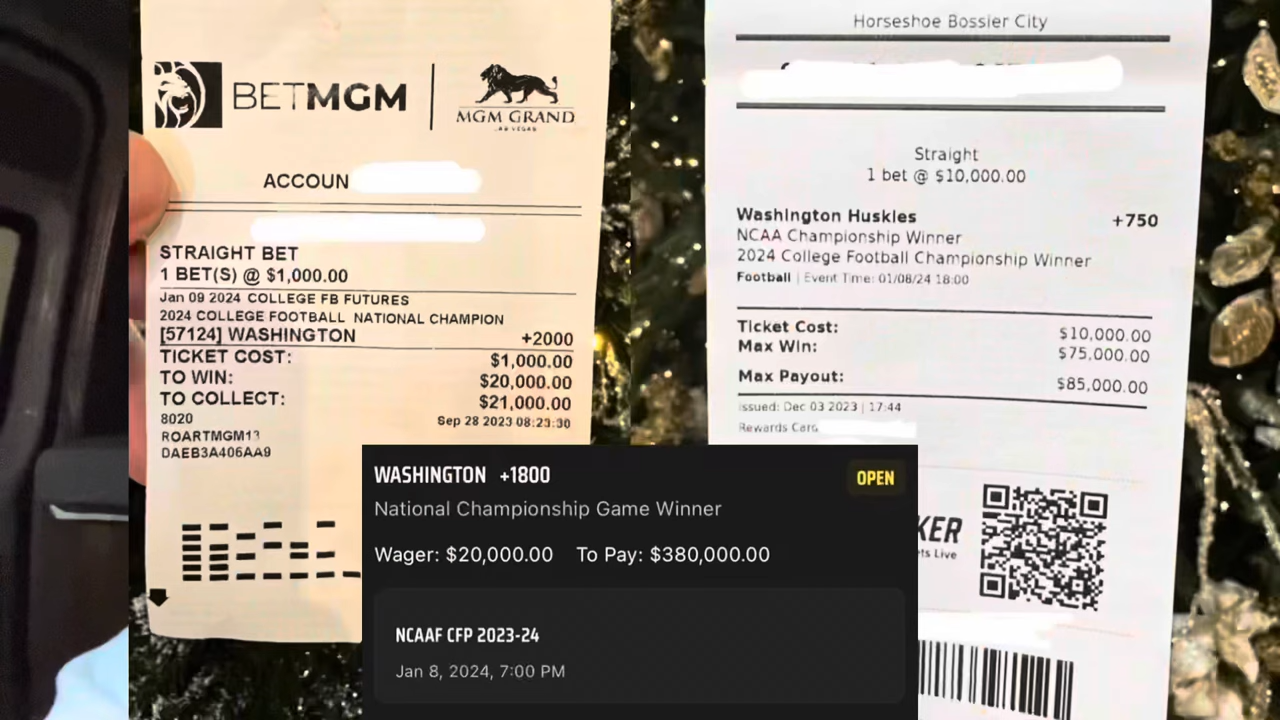 BETMGM
MGM GRAND
LAS VEGAS
ACCOUN
STRAIGHT BET
1 BET(S) @ $1,000.00
Jan 09 2024 COLLEGE FB FUTURES
2024 COLLEGE FOOTBALL NATIONAL CHAMPION
[57124] WASHINGTON +2000
TICKET COST: $1,000.00
TO WIN: $20,000.00
TO COLLECT: $21,000.00
8020 Sep 28 2023 08:23:30
ROARTMGM13
DAEB3A406AA9
Horseshoe Bossier City
Straight
1 bet @ $10,000.00
Washington Huskies +750
NCAA Championship Winner
2024 College Football Championship Winner
Football | Event Time: 01/08/24 18:00
Ticket Cost: $10,000.00
Max Win: $75,000.00
Max Payout: $85,000.00
Issued: Dec 03 2023 | 17:44
Rewards Card
KER
ts Live
WASHINGTON +1800 OPEN
National Championship Game Winner
Wager: $20,000.00 To Pay: $380,000.00
NCAAF CFP 2023-24
Jan 8, 2024, 7:00 PM